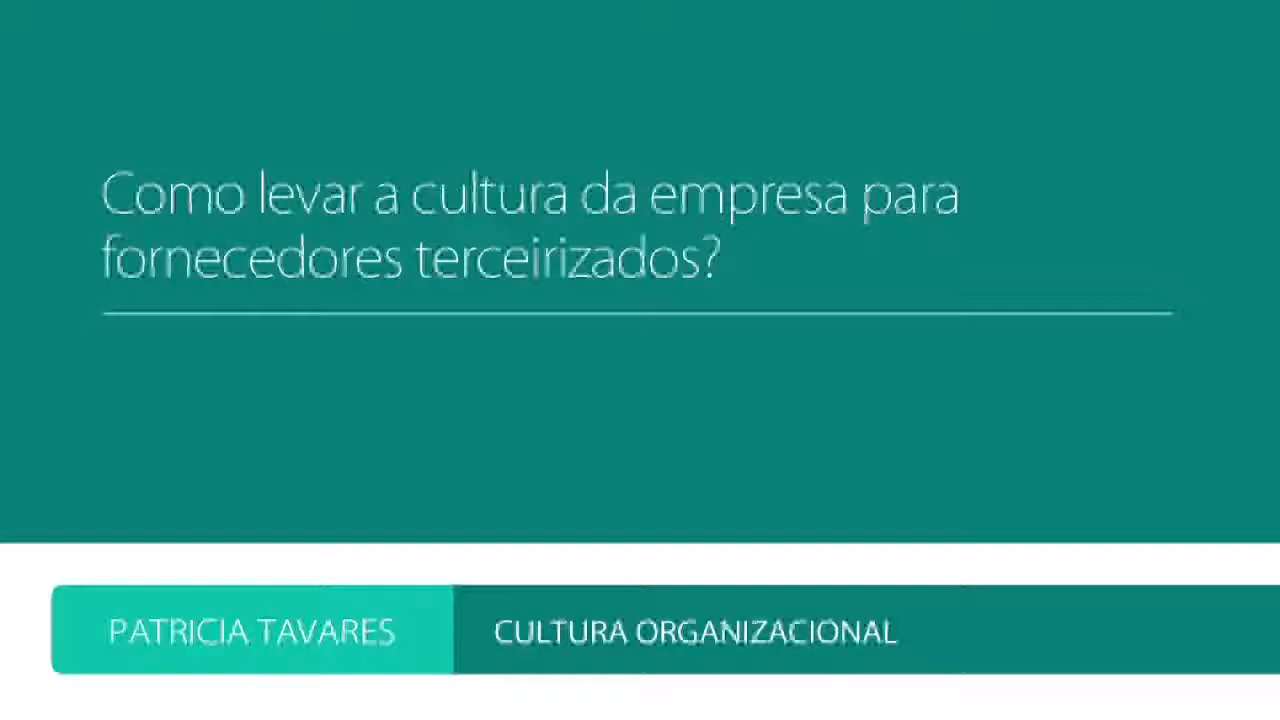 Como levar a cultura da empresa para
fornecedores terceirizados?
PATRICIA TAVARES
CULTURA ORGANIZACIONAL